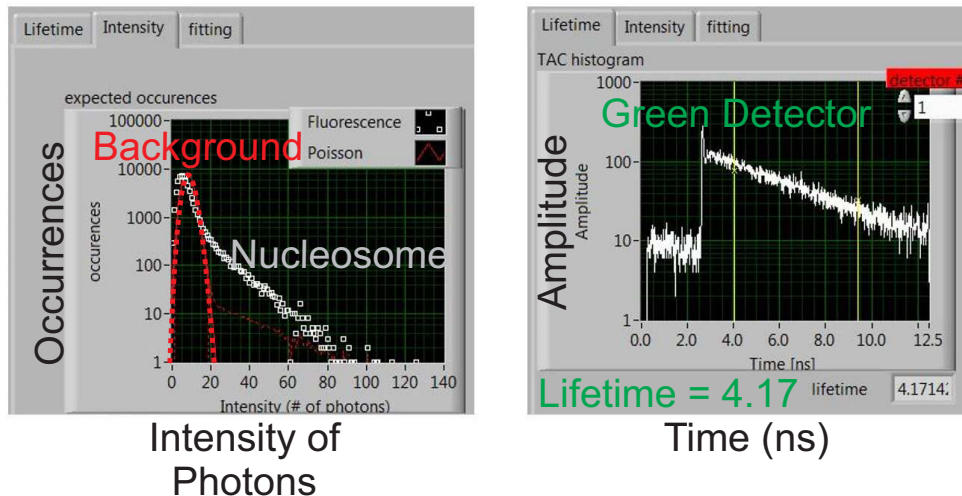 Lifetime Intensity fitting
expected occurences
Fluorescence
Poisson
Background
Nucleosome
100000
10000
1000
100
10
1
Occurrences
occurences
0 20 40 60 80 100 120 140
Intensity (# of photons)
Intensity of
Photons
Lifetime Intensity fitting
TAC histogram
detector #
1
Green Detector
1000
100
10
1
Amplitude
Amplitude
0.0 2.0 4.0 6.0 8.0 10.0 12.5
Time [ns]
Lifetime = 4.17
lifetime 4.1714
Time (ns)